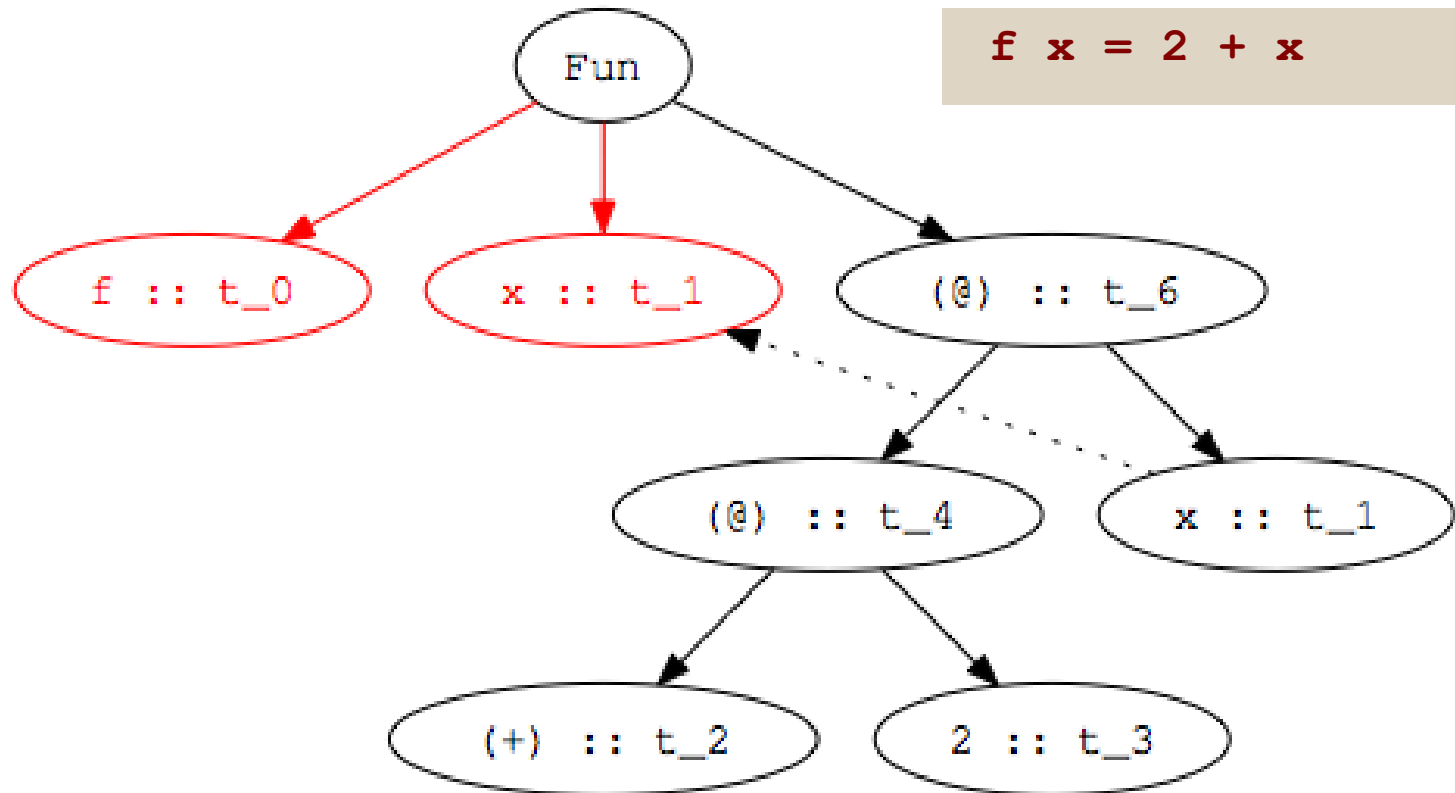 f x = 2 + x
Fun
f :: t_0
x :: t_1
(@) :: t_6
(@) :: t_4
x :: t_1
(+) :: t_2
2 :: t_3